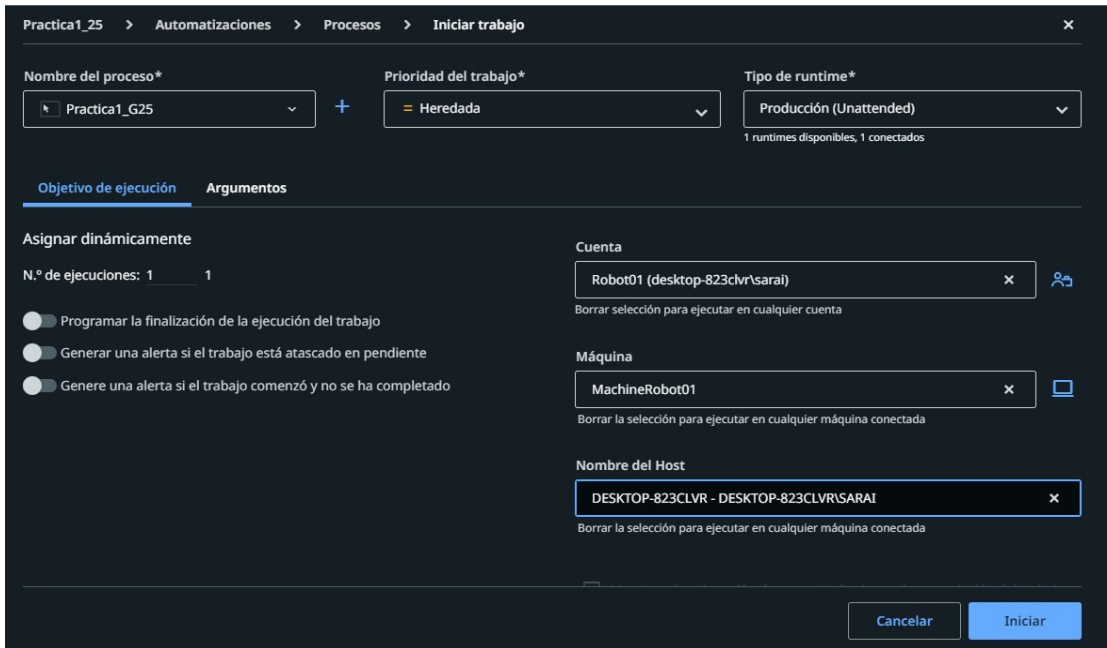 Practica1_25 > Automatizaciones > Procesos > Iniciar trabajo ×
Nombre del proceso*
Practica1_G25
+
Prioridad del trabajo*
= Heredada
Tipo de runtime*
Producción (Unattended)
1 runtimes disponibles, 1 conectados
Objetivo de ejecución Argumentos
Asignar dinámicamente
N.º de ejecuciones: 1 1
Programar la finalización de la ejecución del trabajo
Generar una alerta si el trabajo está atascado en pendiente
Genere una alerta si el trabajo comenzó y no se ha completado
Cuenta
Robot01 (desktop-823clvr\sarai) ×
Borrar selección para ejecutar en cualquier cuenta
Máquina
MachineRobot01 ×
Borrar la selección para ejecutar en cualquier máquina conectada
Nombre del Host
DESKTOP-823CLVR - DESKTOP-823CLVR\SARAI ×
Borrar la selección para ejecutar en cualquier máquina conectada
Cancelar Iniciar